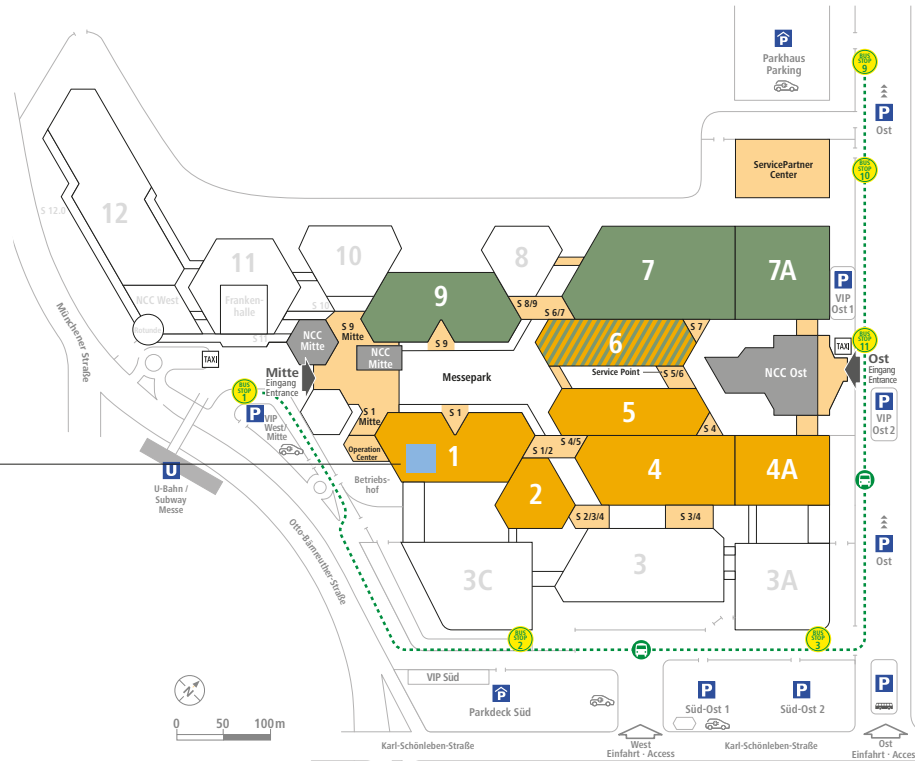 BUS
STOP
9
P
Parkhaus
Parking
P
Ost
BUS
STOP
10
ServicePartner
Center
S 12.0
12
11
10
8
7
7A
9
NCC West
Franken-
halle
S 10
S 9
Mitte
S 8/9
S 6/7
P
VIP
Ost 1
NCC
Mitte
NCC
Mitte
S 9
S 7
6
BUS
STOP
11
TAXI
TAXI
Münchener Straße
Mitte
Eingang
Entrance
Messepark
Service Point
S 5/6
NCC Ost
Ost
Eingang
Entrance
BUS
STOP
1
P
VIP
West/
Mitte
S 1
Mitte
S 1
5
S 4
P
VIP
Ost 2
Operation
Center
1
S 4/5
S 1/2
4
4A
U
U-Bahn /
Subway
Messe
Betriebs-
hof
2
S 2/3/4
S 3/4
Otto-Bärnreuther-Straße
P
Ost
3C
3
3A
BUS
STOP
2
BUS
STOP
3
VIP Süd
P
Parkdeck Süd
P
Süd-Ost 1
P
Süd-Ost 2
P
N
0 50 100 m
Karl-Schönleben-Straße
West
Einfahrt · Access
Karl-Schönleben-Straße
Ost
Einfahrt · Acces